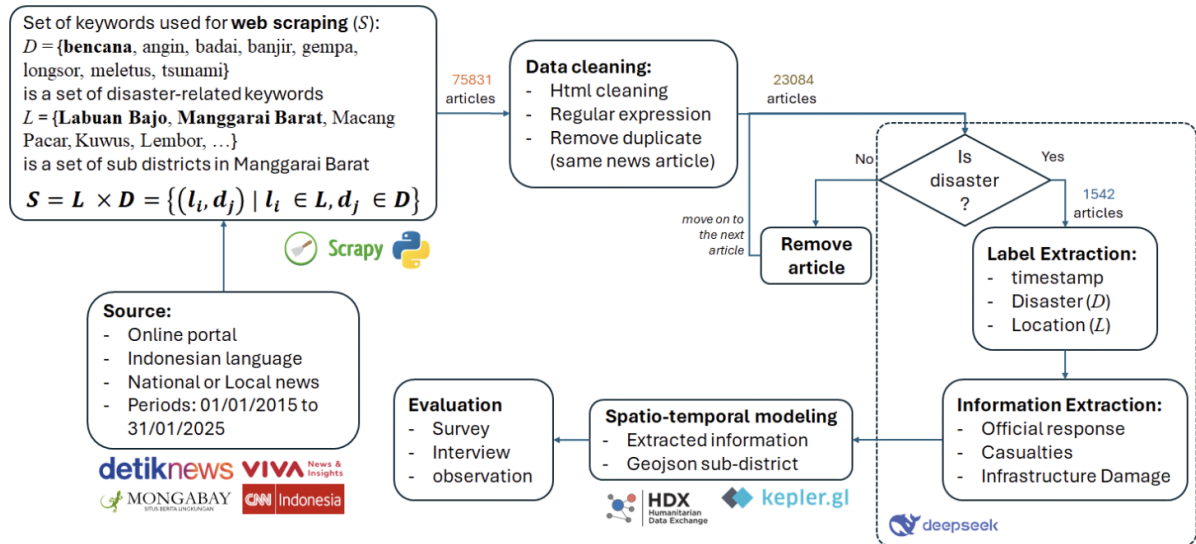 Set of keywords used for web scraping (S):
D = {bencana, angin, badai, banjir, gempa,
longsor, meletus, tsunami}
is a set of disaster-related keywords
L = {Labuan Bajo, Manggarai Barat, Macang
Pacar, Kuwus, Lembor, …}
is a set of sub districts in Manggarai Barat
S = L × D = {(l_i, d_j) | l_i ∈ L, d_j ∈ D}
Scrapy
75831
articles
Data cleaning:
- Html cleaning
- Regular expression
- Remove duplicate
(same news article)
23084
articles
Is
disaster
?
No
Yes
move on to
the next
article
Remove
article
1542
articles
Label Extraction:
- timestamp
- Disaster (D)
- Location (L)
Source:
- Online portal
- Indonesian language
- National or Local news
- Periods: 01/01/2015 to
31/01/2025
detiknews
VIVA News &
Insights
MONGABAY
SITUS BERITA LINGKUNGAN
CNN Indonesia
Evaluation
- Survey
- Interview
- observation
Spatio-temporal modeling
- Extracted information
- Geojson sub-district
HDX
Humanitarian
Data Exchange
kepler.gl
Information Extraction:
- Official response
- Casualties
- Infrastructure Damage
deepseek